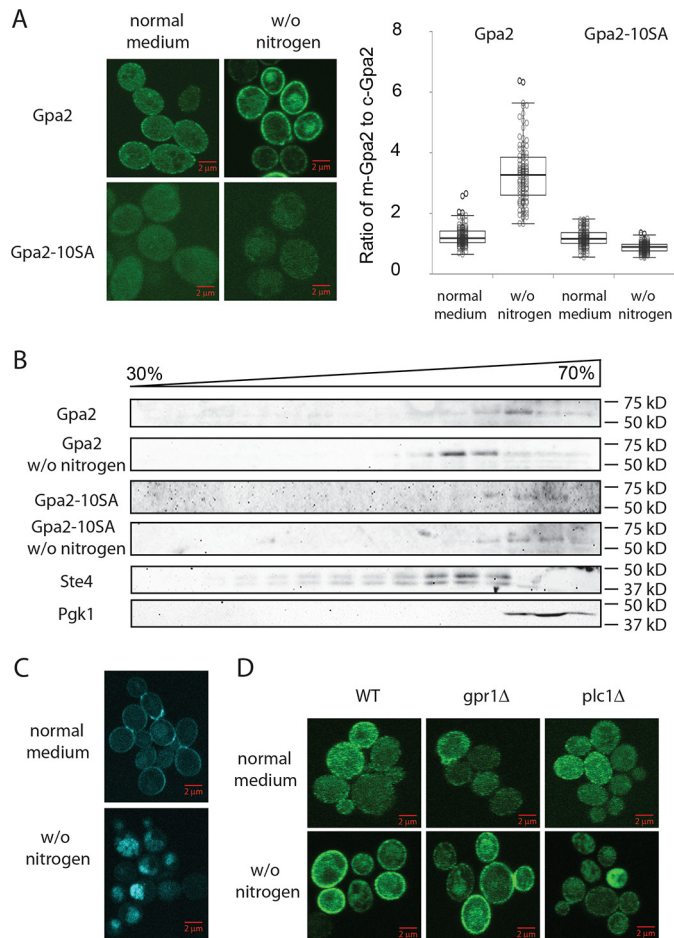 A
normal medium
w/o nitrogen
Gpa2
Gpa2-10SA
2 μm
2 μm
2 μm
2 μm
Gpa2 Gpa2-10SA
Ratio of m-Gpa2 to c-Gpa2
8
6
4
2
0
normal medium
w/o nitrogen
normal medium
w/o nitrogen
B
30% 70%
Gpa2
75 kD
50 kD
Gpa2
w/o nitrogen
75 kD
50 kD
Gpa2-10SA
75 kD
50 kD
Gpa2-10SA
w/o nitrogen
75 kD
50 kD
Ste4
50 kD
37 kD
Pgk1
50 kD
37 kD
C
normal
medium
2 μm
w/o
nitrogen
2 μm
D
WT gpr1Δ plc1Δ
normal
medium
2 μm 2 μm 2 μm
w/o
nitrogen
2 μm 2 μm 2 μm